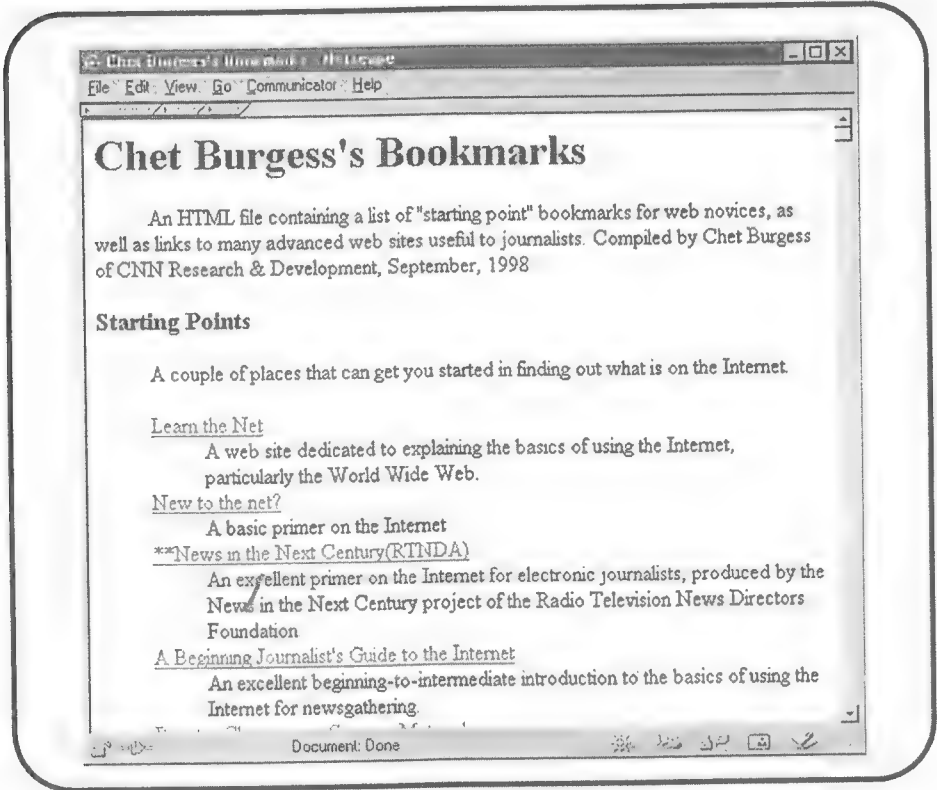 Chet Burgess's Bookmarks - Netscape
File Edit View Go Communicator Help
Chet Burgess's Bookmarks
An HTML file containing a list of "starting point" bookmarks for web novices, as
well as links to many advanced web sites useful to journalists. Compiled by Chet Burgess
of CNN Research & Development, September, 1998
Starting Points
A couple of places that can get you started in finding out what is on the Internet.
Learn the Net
A web site dedicated to explaining the basics of using the Internet,
particularly the World Wide Web.
New to the net?
A basic primer on the Internet
**News in the Next Century(RTNDA)
An excellent primer on the Internet for electronic journalists, produced by the
News in the Next Century project of the Radio Television News Directors
Foundation
A Beginning Journalist's Guide to the Internet
An excellent beginning-to-intermediate introduction to the basics of using the
Internet for newsgathering.
Document: Done